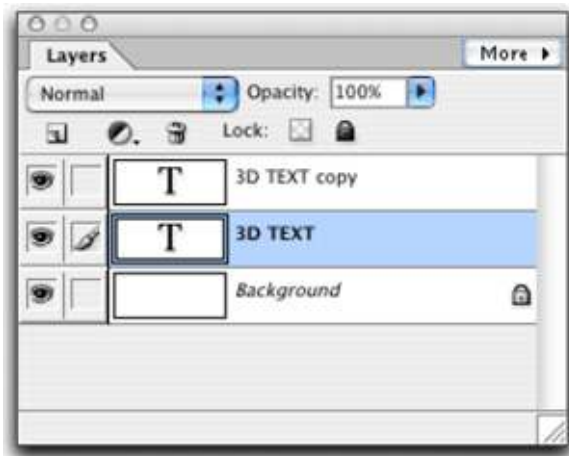 Layers More
Normal Opacity: 100%
Lock:
T 3D TEXT copy
T 3D TEXT
Background